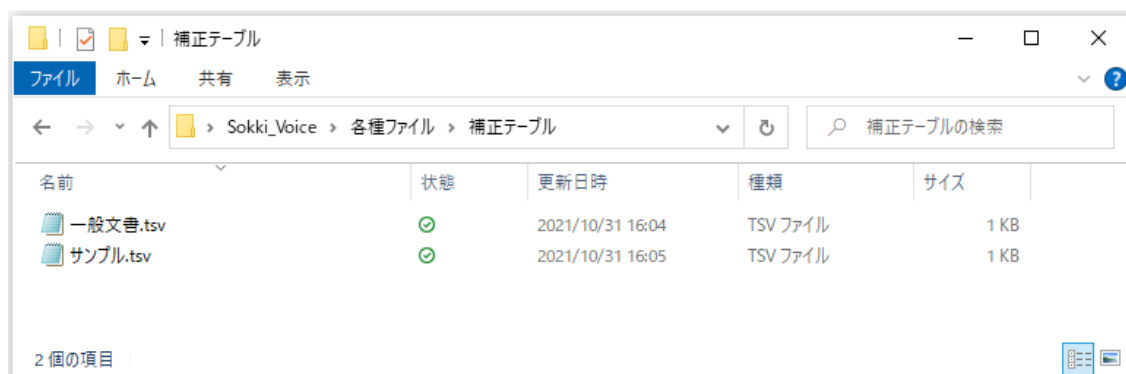 補正テーブル
ファイル ホーム 共有 表示
Sokki_Voice › 各種ファイル › 補正テーブル 補正テーブルの検索
名前 状態 更新日時 種類 サイズ
一般文書.tsv 2021/10/31 16:04 TSV ファイル 1 KB
サンプル.tsv 2021/10/31 16:05 TSV ファイル 1 KB
2 個の項目